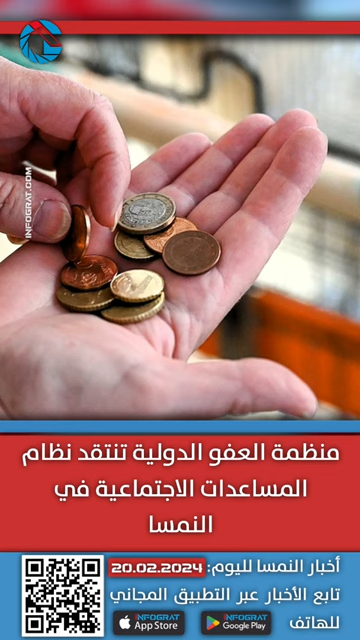 INFOGRAT.COM
منظمة العفو الدولية تنتقد نظام
المساعدات الاجتماعية في
النمسا
أخبار النمسا لليوم: 20.02.2024
تابع الأخبار عبر التطبيق المجاني
للهاتف
INFOGRAT
App Store
INFOGRAT
Google Play